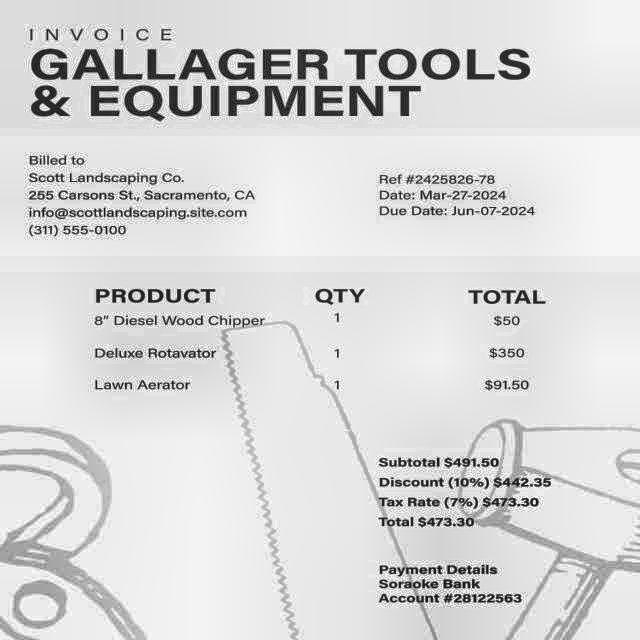 INVOICE
GALLAGER TOOLS
& EQUIPMENT
Billed to
Scott Landscaping Co.
255 Carsons St., Sacramento, CA
info@scottlandscaping.site.com
(311) 555-0100
Ref #2425826-78
Date: Mar-27-2024
Due Date: Jun-07-2024
PRODUCT QTY TOTAL
8" Diesel Wood Chipper 1 $50
Deluxe Rotavator 1 $350
Lawn Aerator 1 $91.50
Subtotal $491.50
Discount (10%) $442.35
Tax Rate (7%) $473.30
Total $473.30
Payment Details
Soraoke Bank
Account #28122563